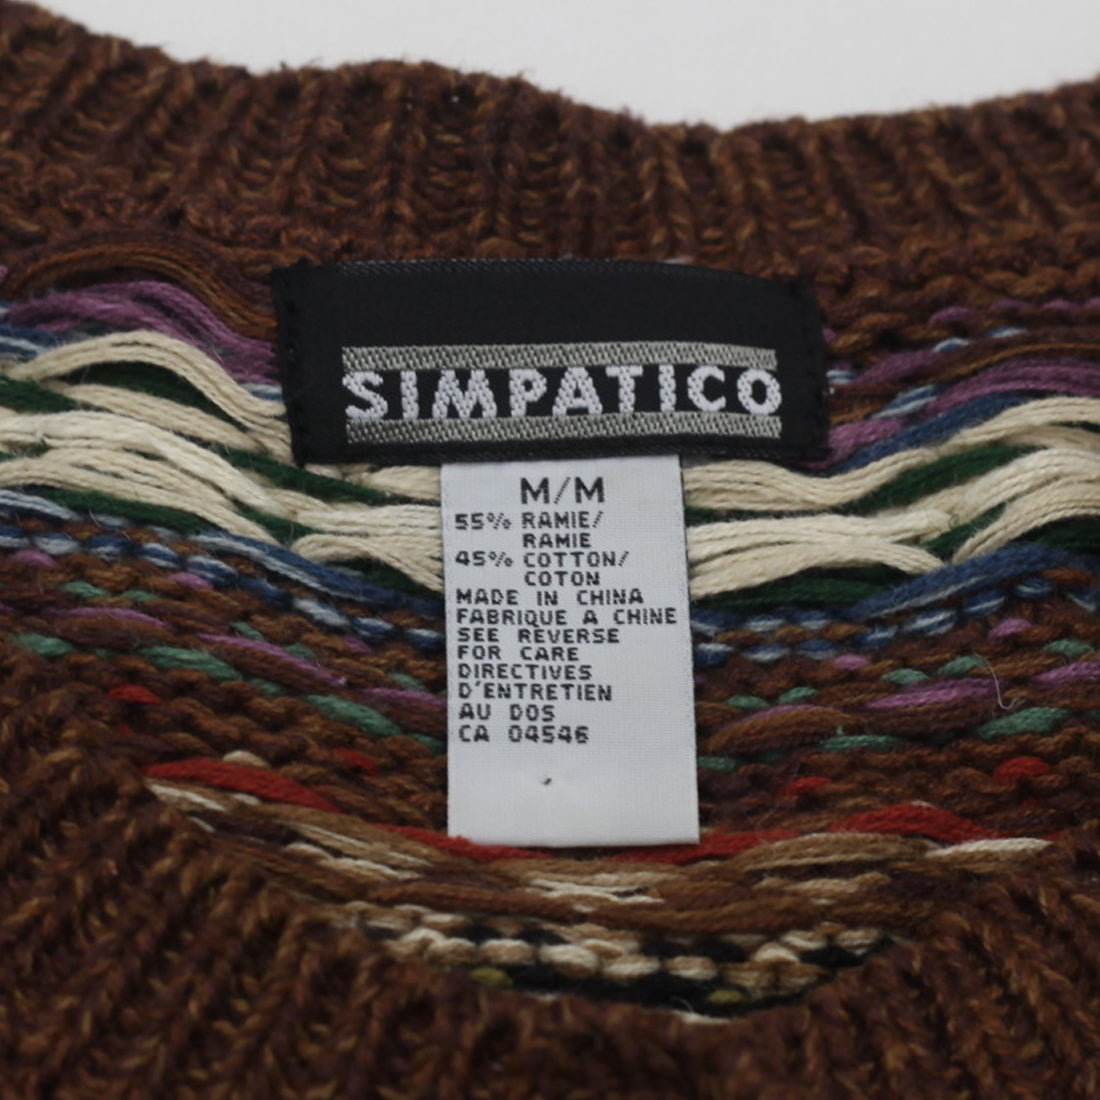 SIMPATICO
M/M
55% RAMIE/
RAMIE
45% COTTON/
COTON
MADE IN CHINA
FABRIQUE A CHINE
SEE REVERSE
FOR CARE
DIRECTIVES
D'ENTRETIEN
AU DOS
CA 04546